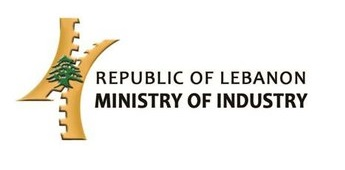 REPUBLIC OF LEBANON
MINISTRY OF INDUSTRY